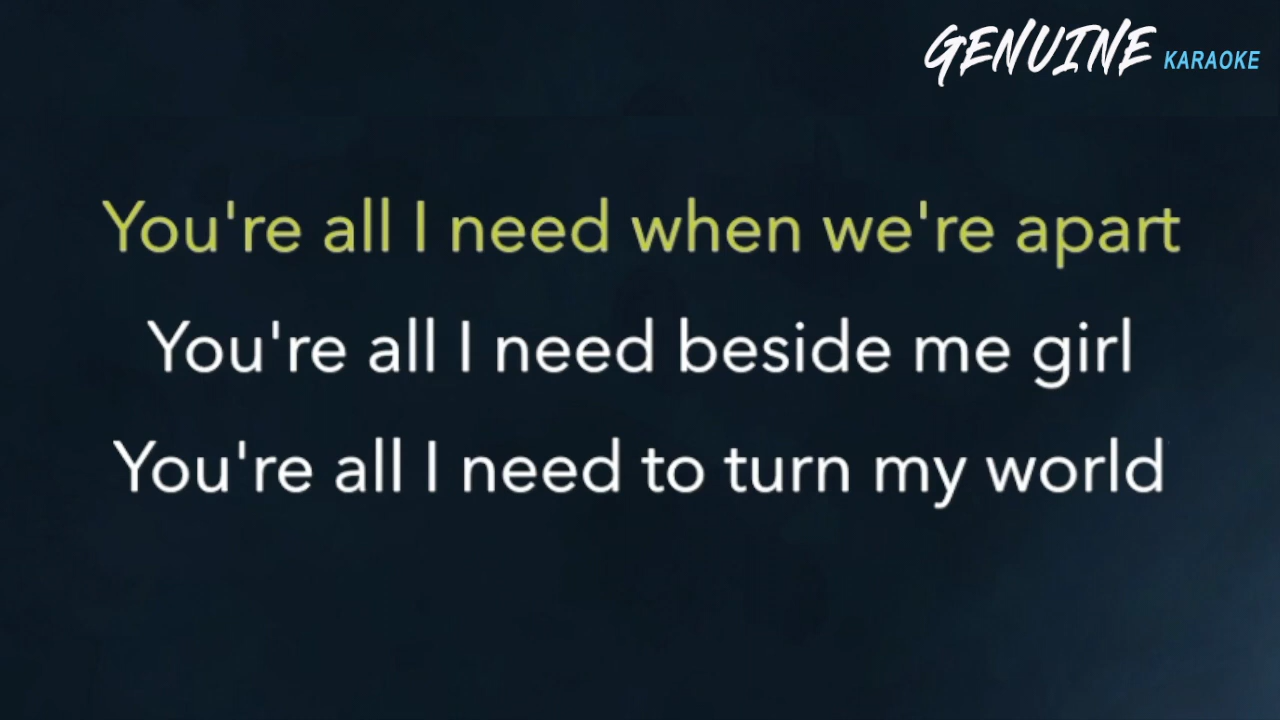 GENUINE KARAOKE
You're all I need when we're apart
You're all I need beside me girl
You're all I need to turn my world